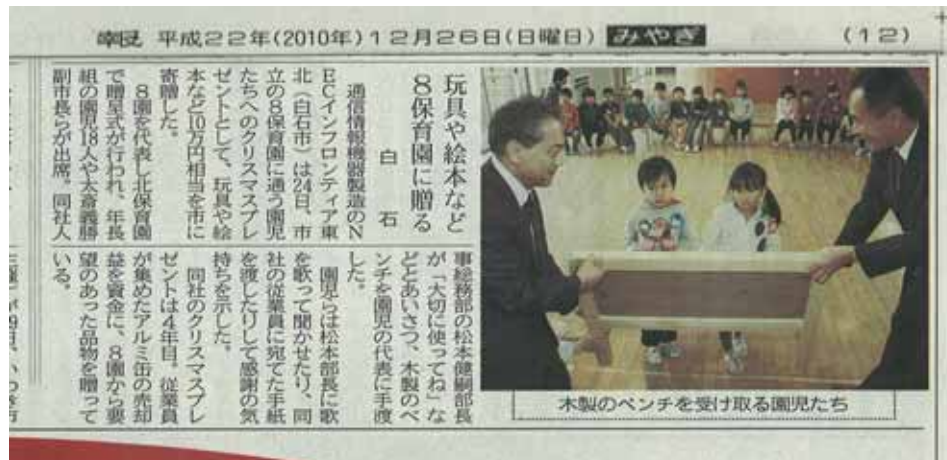 平成22年(2010年)12月26日(日曜日) みやぎ (12)
玩具や絵本など
8保育園に贈る
白石
通信情報機器製造のN
ECインフロンティア東
北(白石市)は24日、市
立の8保育園に通う園児
たちへのクリスマスプレ
ゼントとして、玩具や絵
本など10万円相当を市に
寄贈した。
8園を代表し北保育園
で贈呈式が行われ、年長
組の園児18人や太斎義勝
副市長らが出席。同社人
事総務部の松本健嗣部長
が「大切に使ってね」な
どとあいさつ、木製のベ
ンチを園児の代表に手渡
した。
園児らは松本部長に歌
を歌って聞かせたり、同
社の従業員に宛てた手紙
を渡したりして感謝の気
持ちを示した。
同社のクリスマスプレ
ゼントは4年目。従業員
が集めたアルミ缶の売却
益を資金に、8園から要
望のあった品物を贈って
いる。
木製のベンチを受け取る園児たち